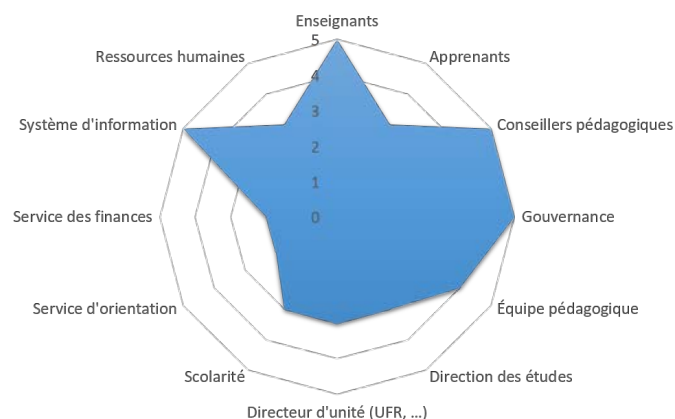 Enseignants
Apprenants
Conseillers pédagogiques
Gouvernance
Équipe pédagogique
Direction des études
Directeur d'unité (UFR, ...)
Scolarité
Service d'orientation
Service des finances
Système d'information
Ressources humaines
5
4
3
2
1
0